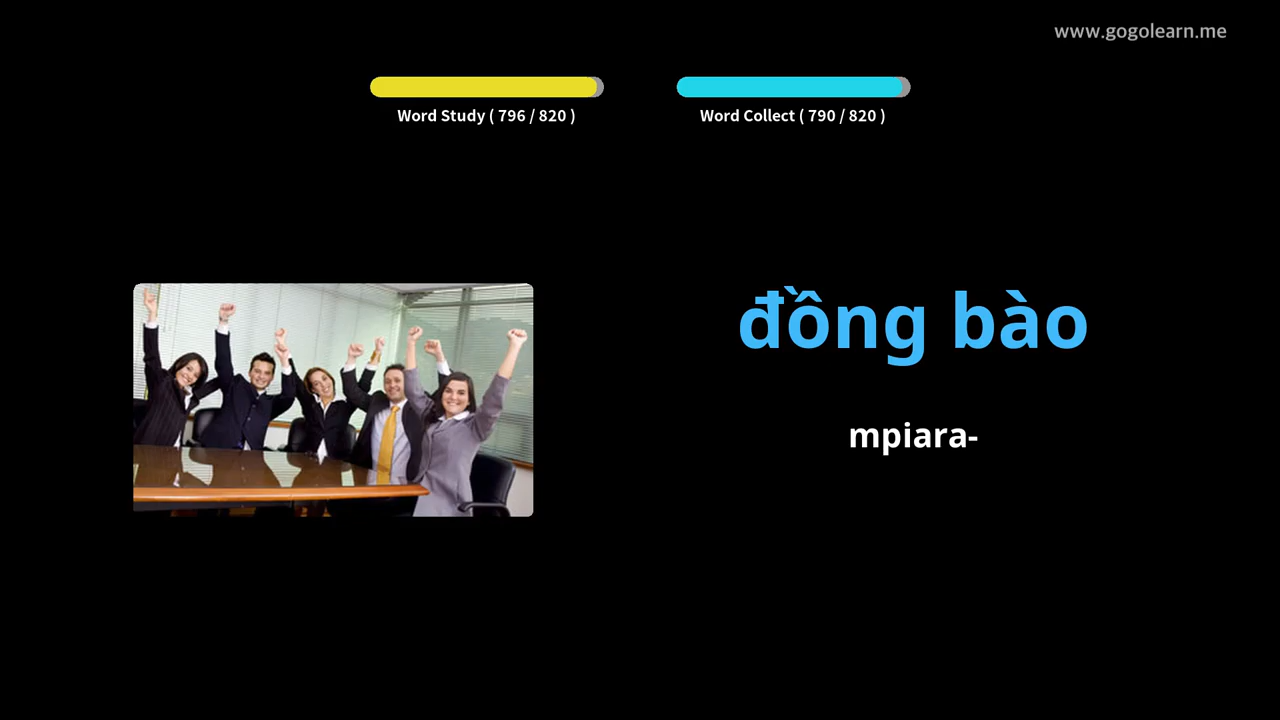 www.gogolearn.me
Word Study ( 796 / 820 )
Word Collect ( 790 / 820 )
đồng bào
mpiara-